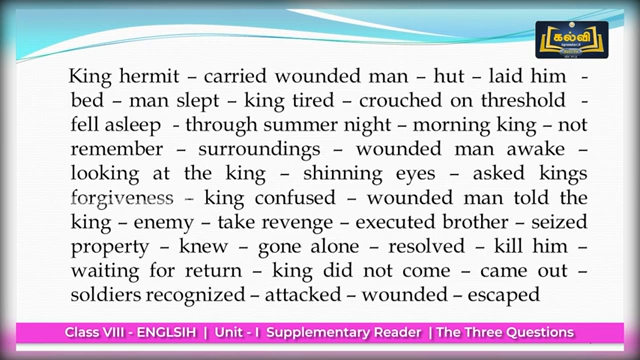 கல்வி
King hermit – carried wounded man – hut – laid him -
bed – man slept – king tired – crouched on threshold -
fell asleep - through summer night – morning king – not
remember – surroundings – wounded man awake –
looking at the king – shinning eyes – asked kings
forgiveness – king confused – wounded man told the
king – enemy – take revenge – executed brother – seized
property – knew – gone alone – resolved – kill him –
waiting for return – king did not come – came out –
soldiers recognized – attacked – wounded – escaped
Class VIII - ENGLSIH | Unit - I Supplementary Reader | The Three Questions